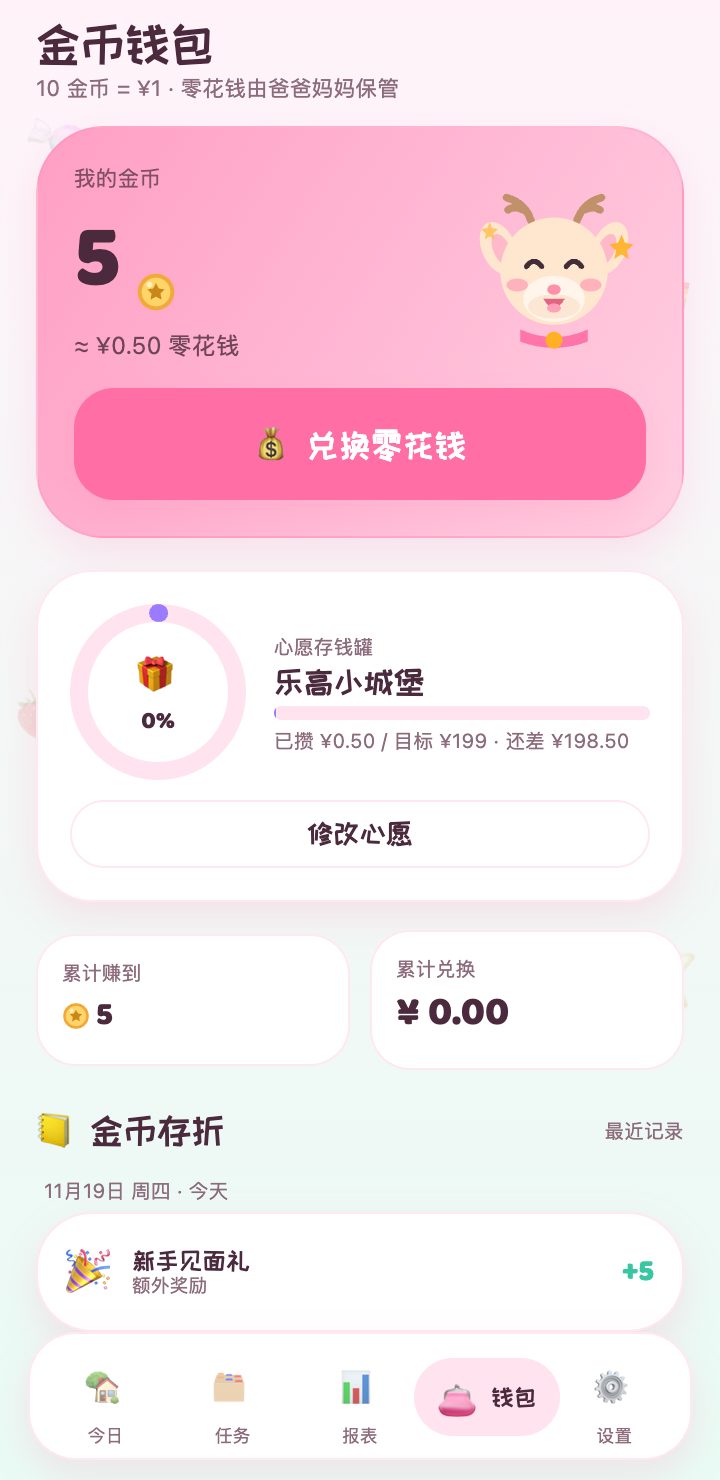 金币钱包
10 金币 = ¥1 · 零花钱由爸爸妈妈保管
我的金币
5
≈ ¥0.50 零花钱
兑换零花钱
0%
心愿存钱罐
乐高小城堡
已攒 ¥0.50 / 目标 ¥199 · 还差 ¥198.50
修改心愿
累计赚到
5
累计兑换
¥ 0.00
金币存折
最近记录
11月19日 周四 · 今天
新手见面礼
额外奖励
+5
今日
任务
报表
钱包
设置